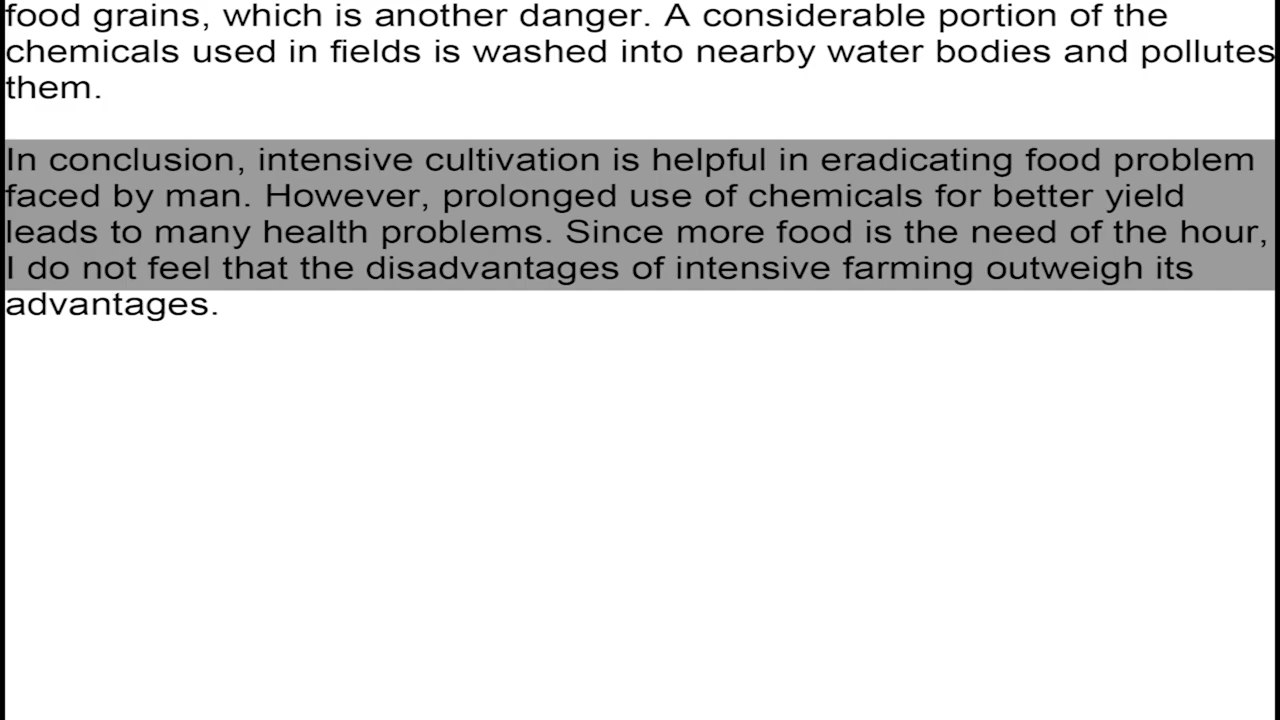 food grains, which is another danger. A considerable portion of the
chemicals used in fields is washed into nearby water bodies and pollutes
them.
In conclusion, intensive cultivation is helpful in eradicating food problem
faced by man. However, prolonged use of chemicals for better yield
leads to many health problems. Since more food is the need of the hour,
I do not feel that the disadvantages of intensive farming outweigh its
advantages.